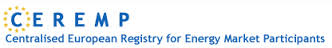 CEREMP
Centralised European Registry for Energy Market Participants